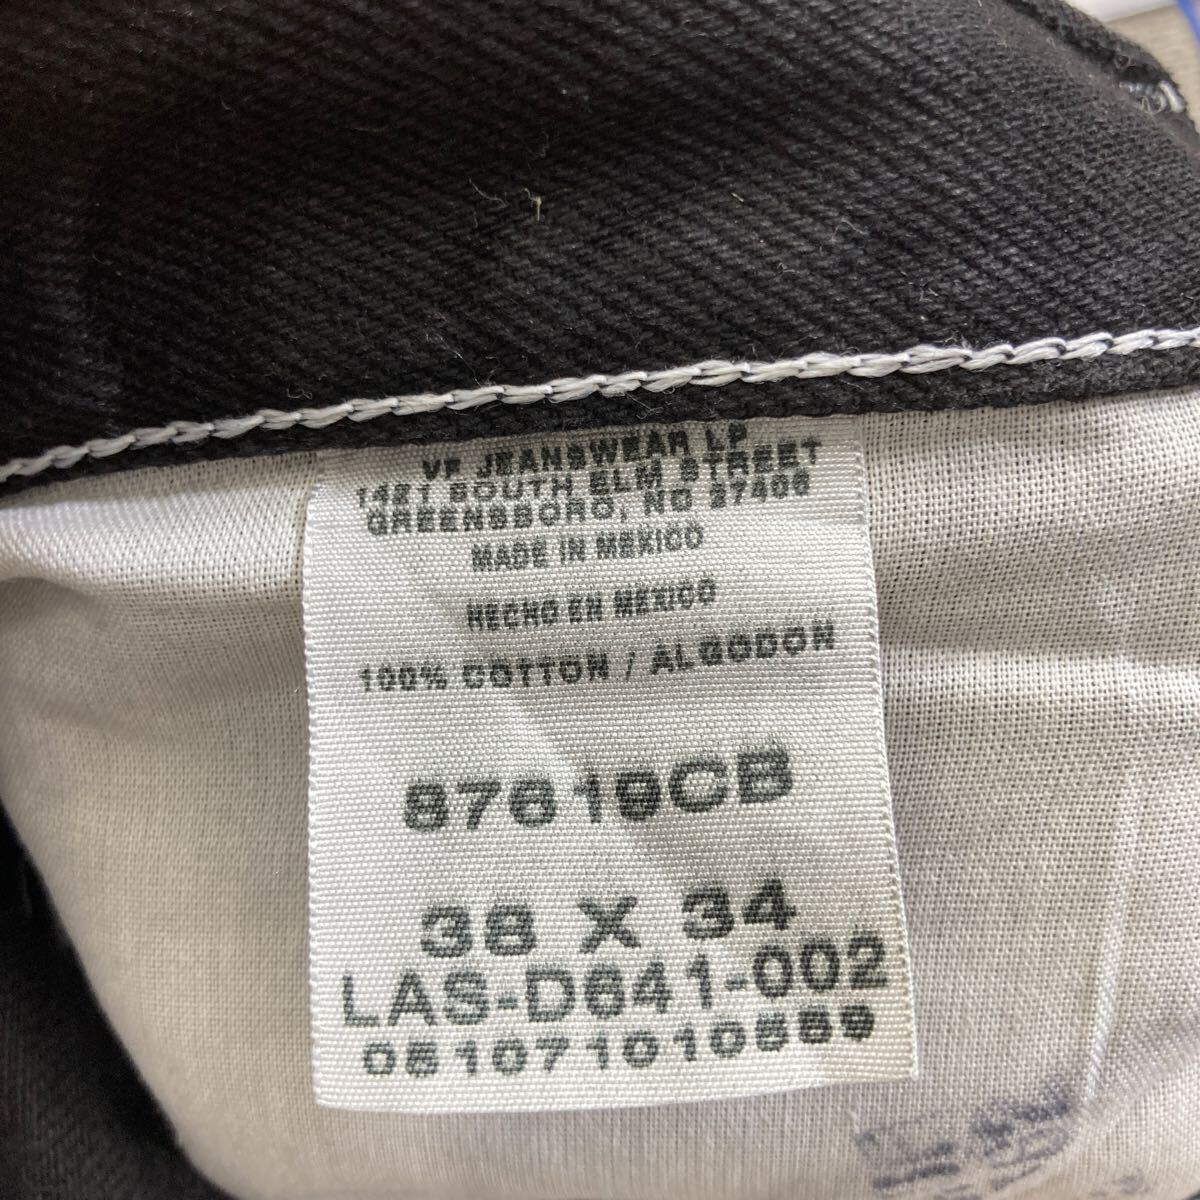 VF JEANSWEAR LP
1421 SOUTH ELM STREET
GREENSBORO, NC 27406
MADE IN MEXICO
HECHO EN MEXICO
100% COTTON / ALGODON
87619CB
38 X 34
LAS-D641-002